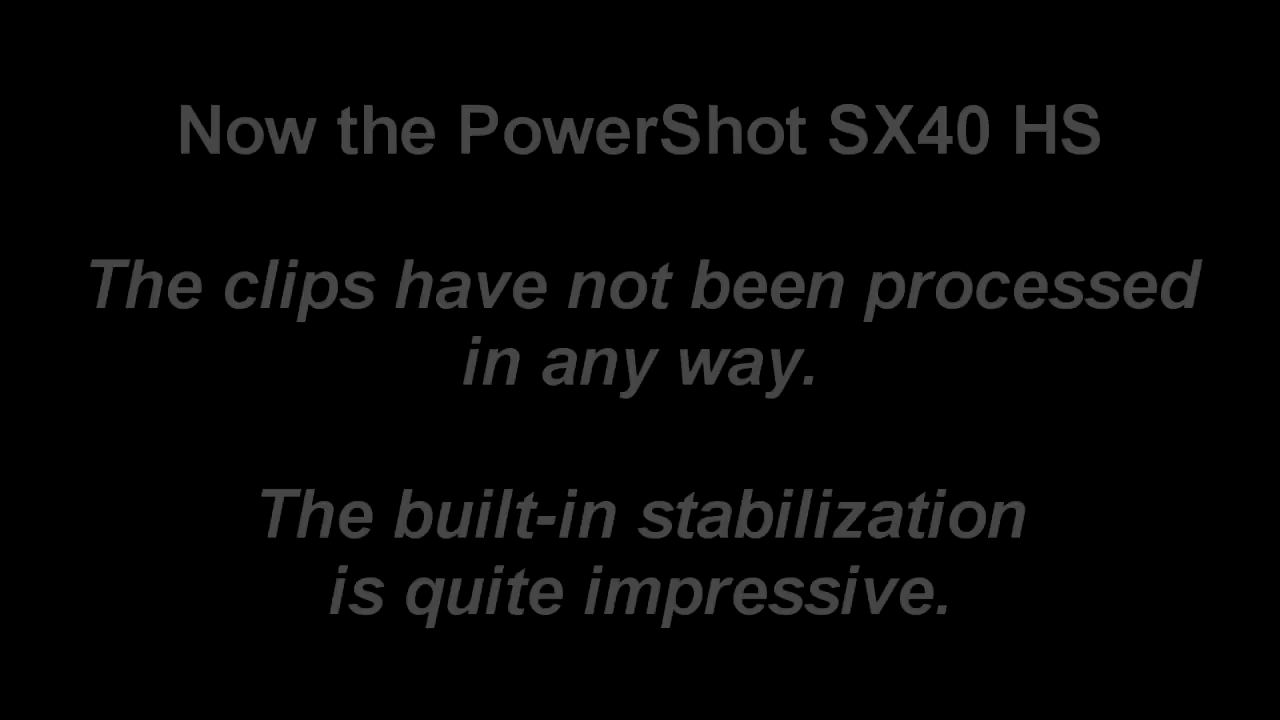 Now the PowerShot SX40 HS
The clips have not been processed
in any way.
The built-in stabilization
is quite impressive.